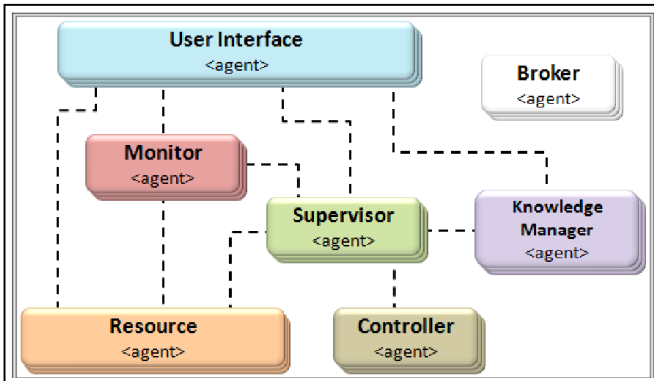 User Interface
<agent>
Broker
<agent>
Monitor
<agent>
Supervisor
<agent>
Knowledge
Manager
<agent>
Resource
<agent>
Controller
<agent>